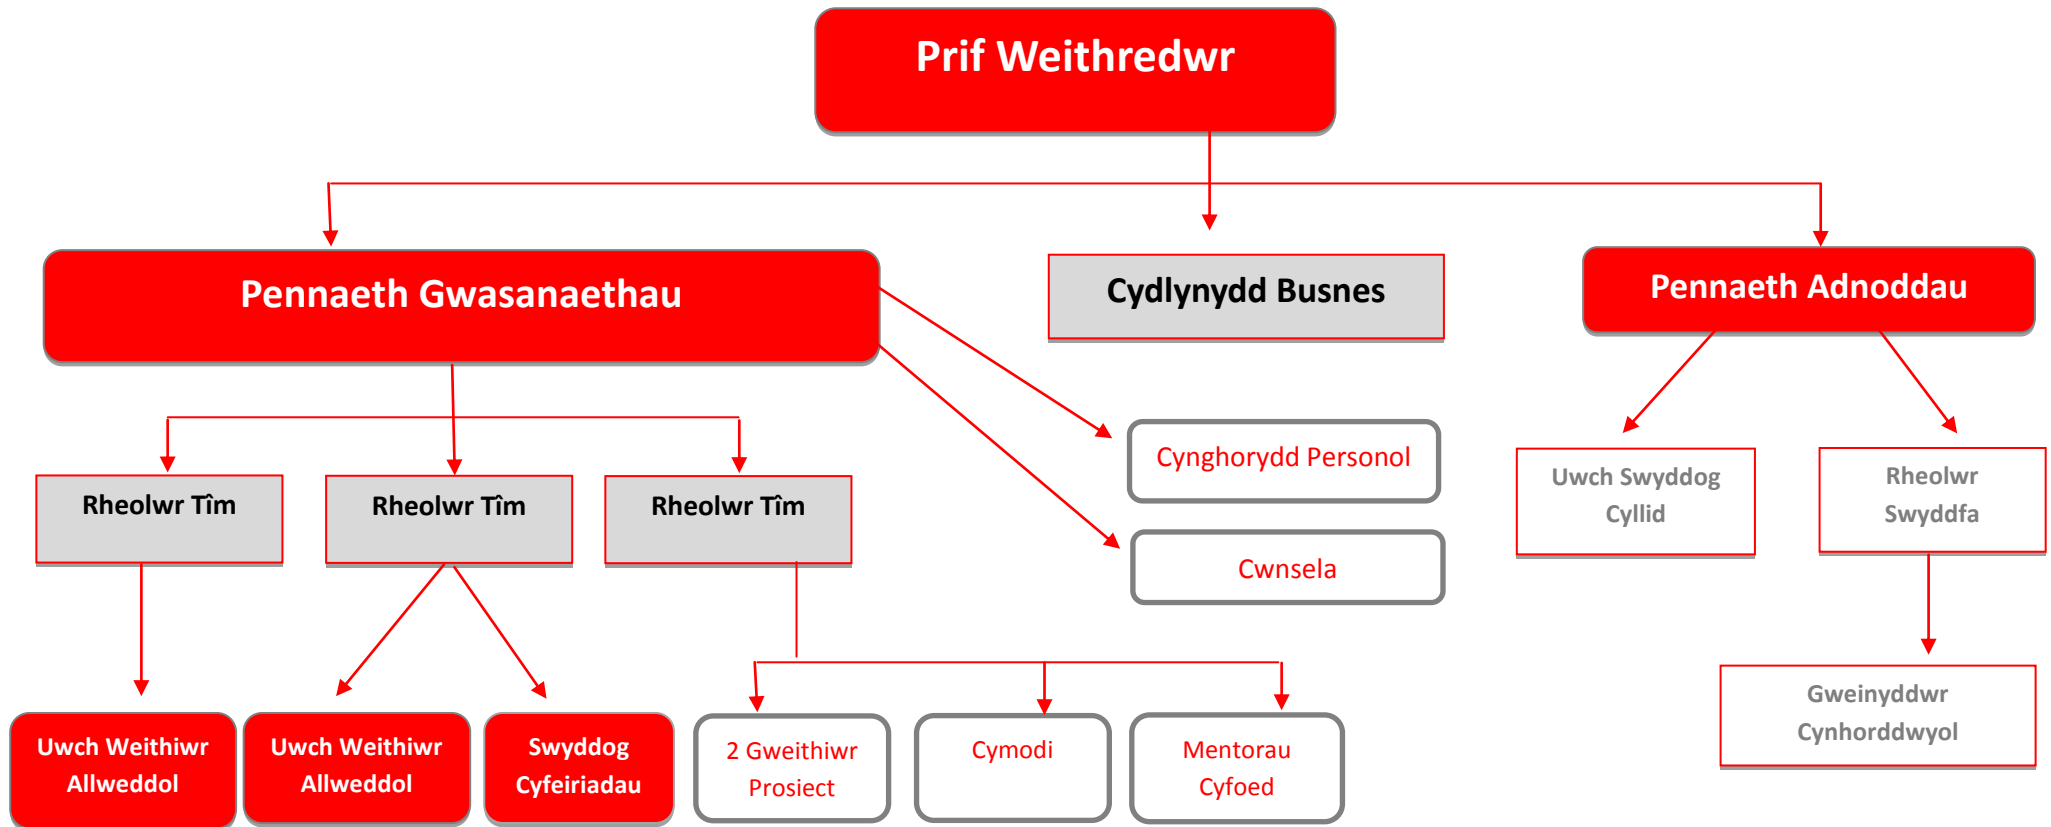 Prif Weithredwr
Pennaeth Gwasanaethau
Cydlynydd Busnes
Pennaeth Adnoddau
Cynghorydd Personol
Cwnsela
Uwch Swyddog
Cyllid
Rheolwr
Swyddfa
Rheolwr Tîm
Rheolwr Tîm
Rheolwr Tîm
Gweinyddwr
Cynhorddwyol
Uwch Weithiwr
Allweddol
Uwch Weithiwr
Allweddol
Swyddog
Cyfeiriadau
2 Gweithiwr
Prosiect
Cymodi
Mentorau
Cyfoed